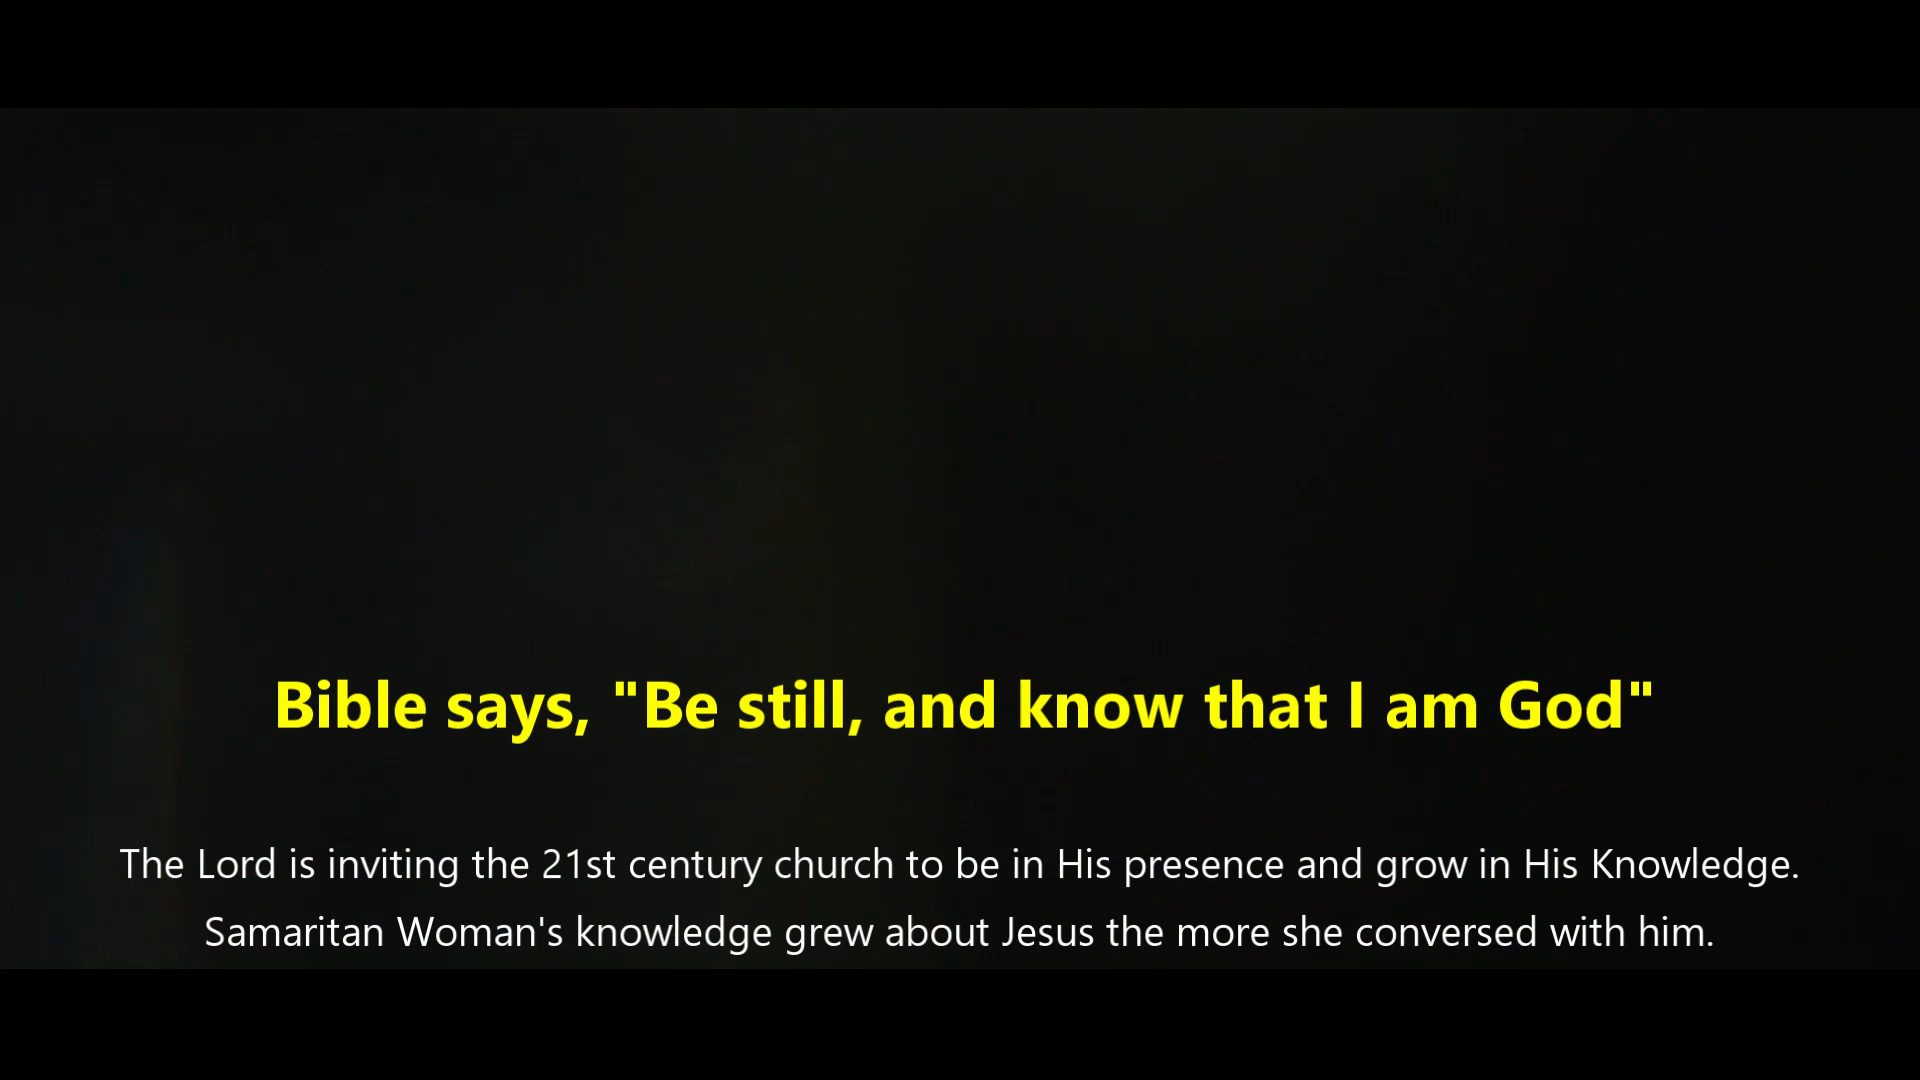 Bible says, "Be still, and know that I am God"
The Lord is inviting the 21st century church to be in His presence and grow in His Knowledge.
Samaritan Woman's knowledge grew about Jesus the more she conversed with him.